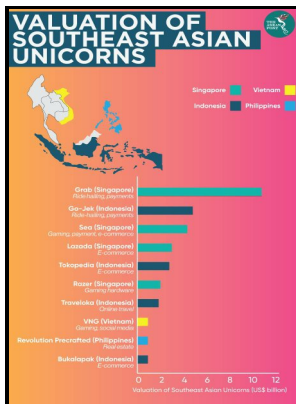 VALUATION OF
SOUTHEAST ASIAN
UNICORNS
THE
ASEAN
POST
Singapore
Vietnam
Indonesia
Philippines
Grab (Singapore)
Ride hailing, payments
Go-Jek (Indonesia)
Ride-hailing, payments
Sea (Singapore)
Gaming, payment, e-commerce
Lazada (Singapore)
E-commerce
Tokopedia (Indonesia)
E-commerce
Razer (Singapore)
Gaming hardware
Traveloka (Indonesia)
Online travel
VNG (Vietnam)
Gaming, social media
Revolution Precrafted (Philippines)
Real estate
Bukalapak (Indonesia)
E-commerce
0 2 4 6 8 10 12
Valuation of Southeast Asian Unicorns (US$ billion)